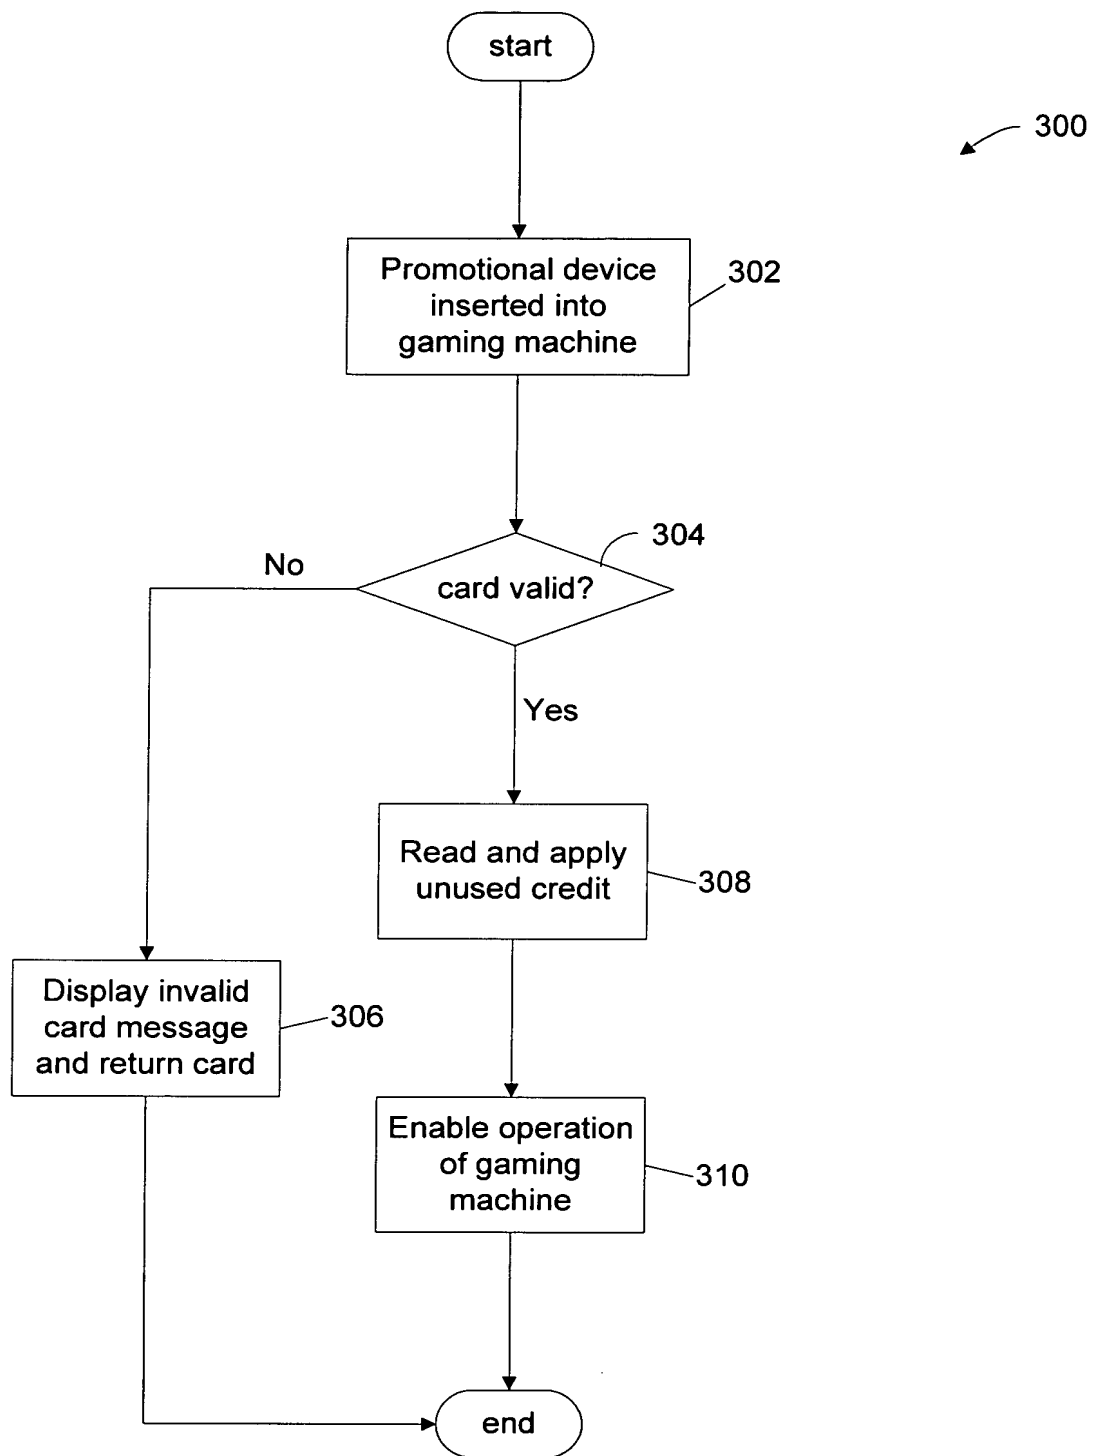 start
300
Promotional device
inserted into
gaming machine
302
304
card valid?
No
Yes
Read and apply
unused credit
308
Display invalid
card message
and return card
306
Enable operation
of gaming
machine
310
end